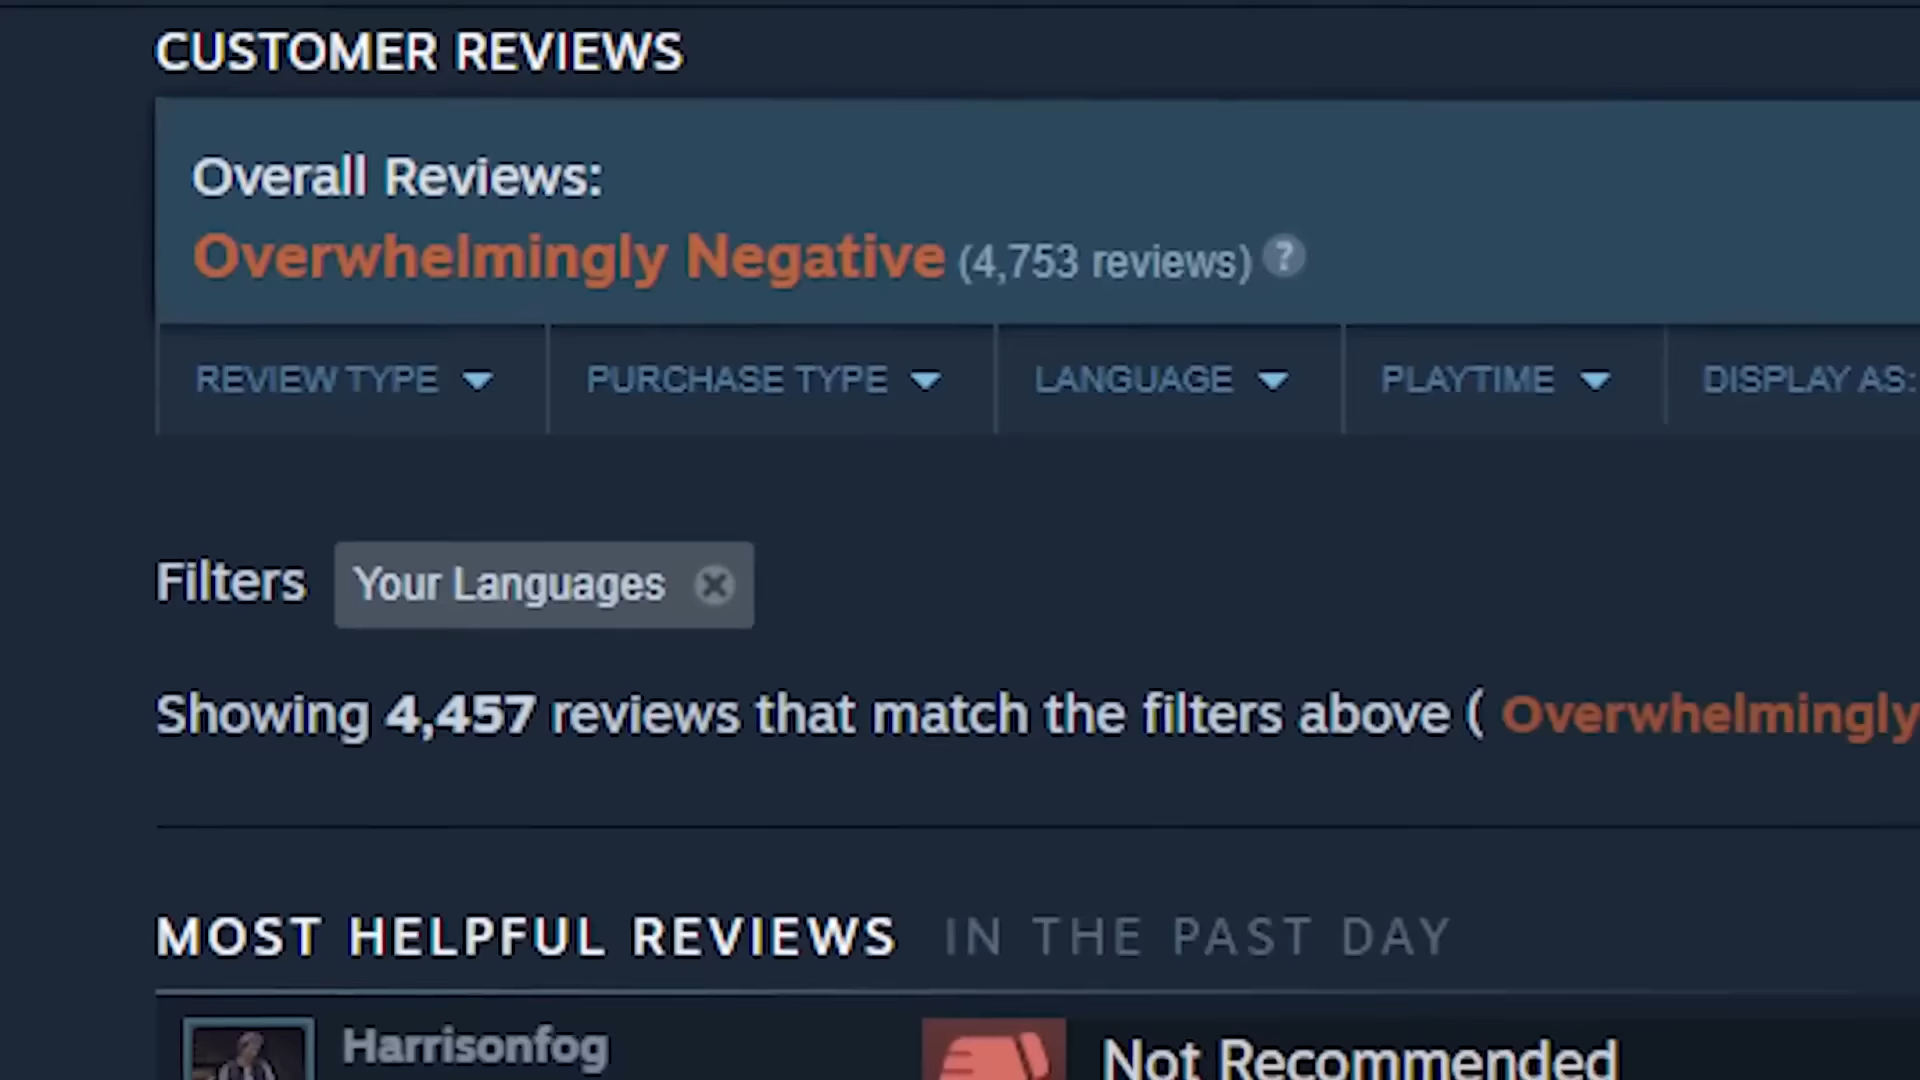 CUSTOMER REVIEWS
Overall Reviews:
Overwhelmingly Negative (4,753 reviews) ?
REVIEW TYPE PURCHASE TYPE LANGUAGE PLAYTIME DISPLAY AS:
Filters Your Languages
Showing 4,457 reviews that match the filters above ( Overwhelmingly
MOST HELPFUL REVIEWS IN THE PAST DAY
Harrisonfog Not Recommended